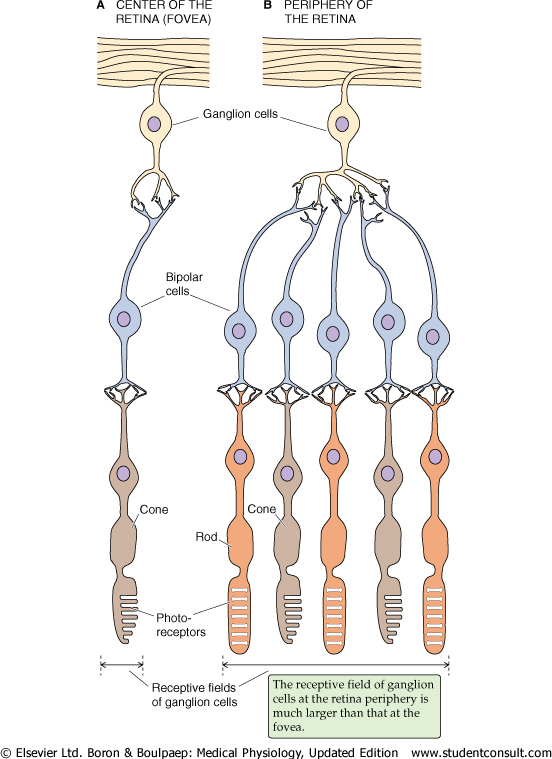 A CENTER OF THE
RETINA (FOVEA)
B PERIPHERY OF
THE RETINA
Ganglion cells
Bipolar
cells
Cone
Cone
Rod
Photo-
receptors
Receptive fields
of ganglion cells
The receptive field of ganglion
cells at the retina periphery is
much larger than that at the
fovea.
© Elsevier Ltd. Boron & Boulpaep: Medical Physiology, Updated Edition www.studentconsult.com